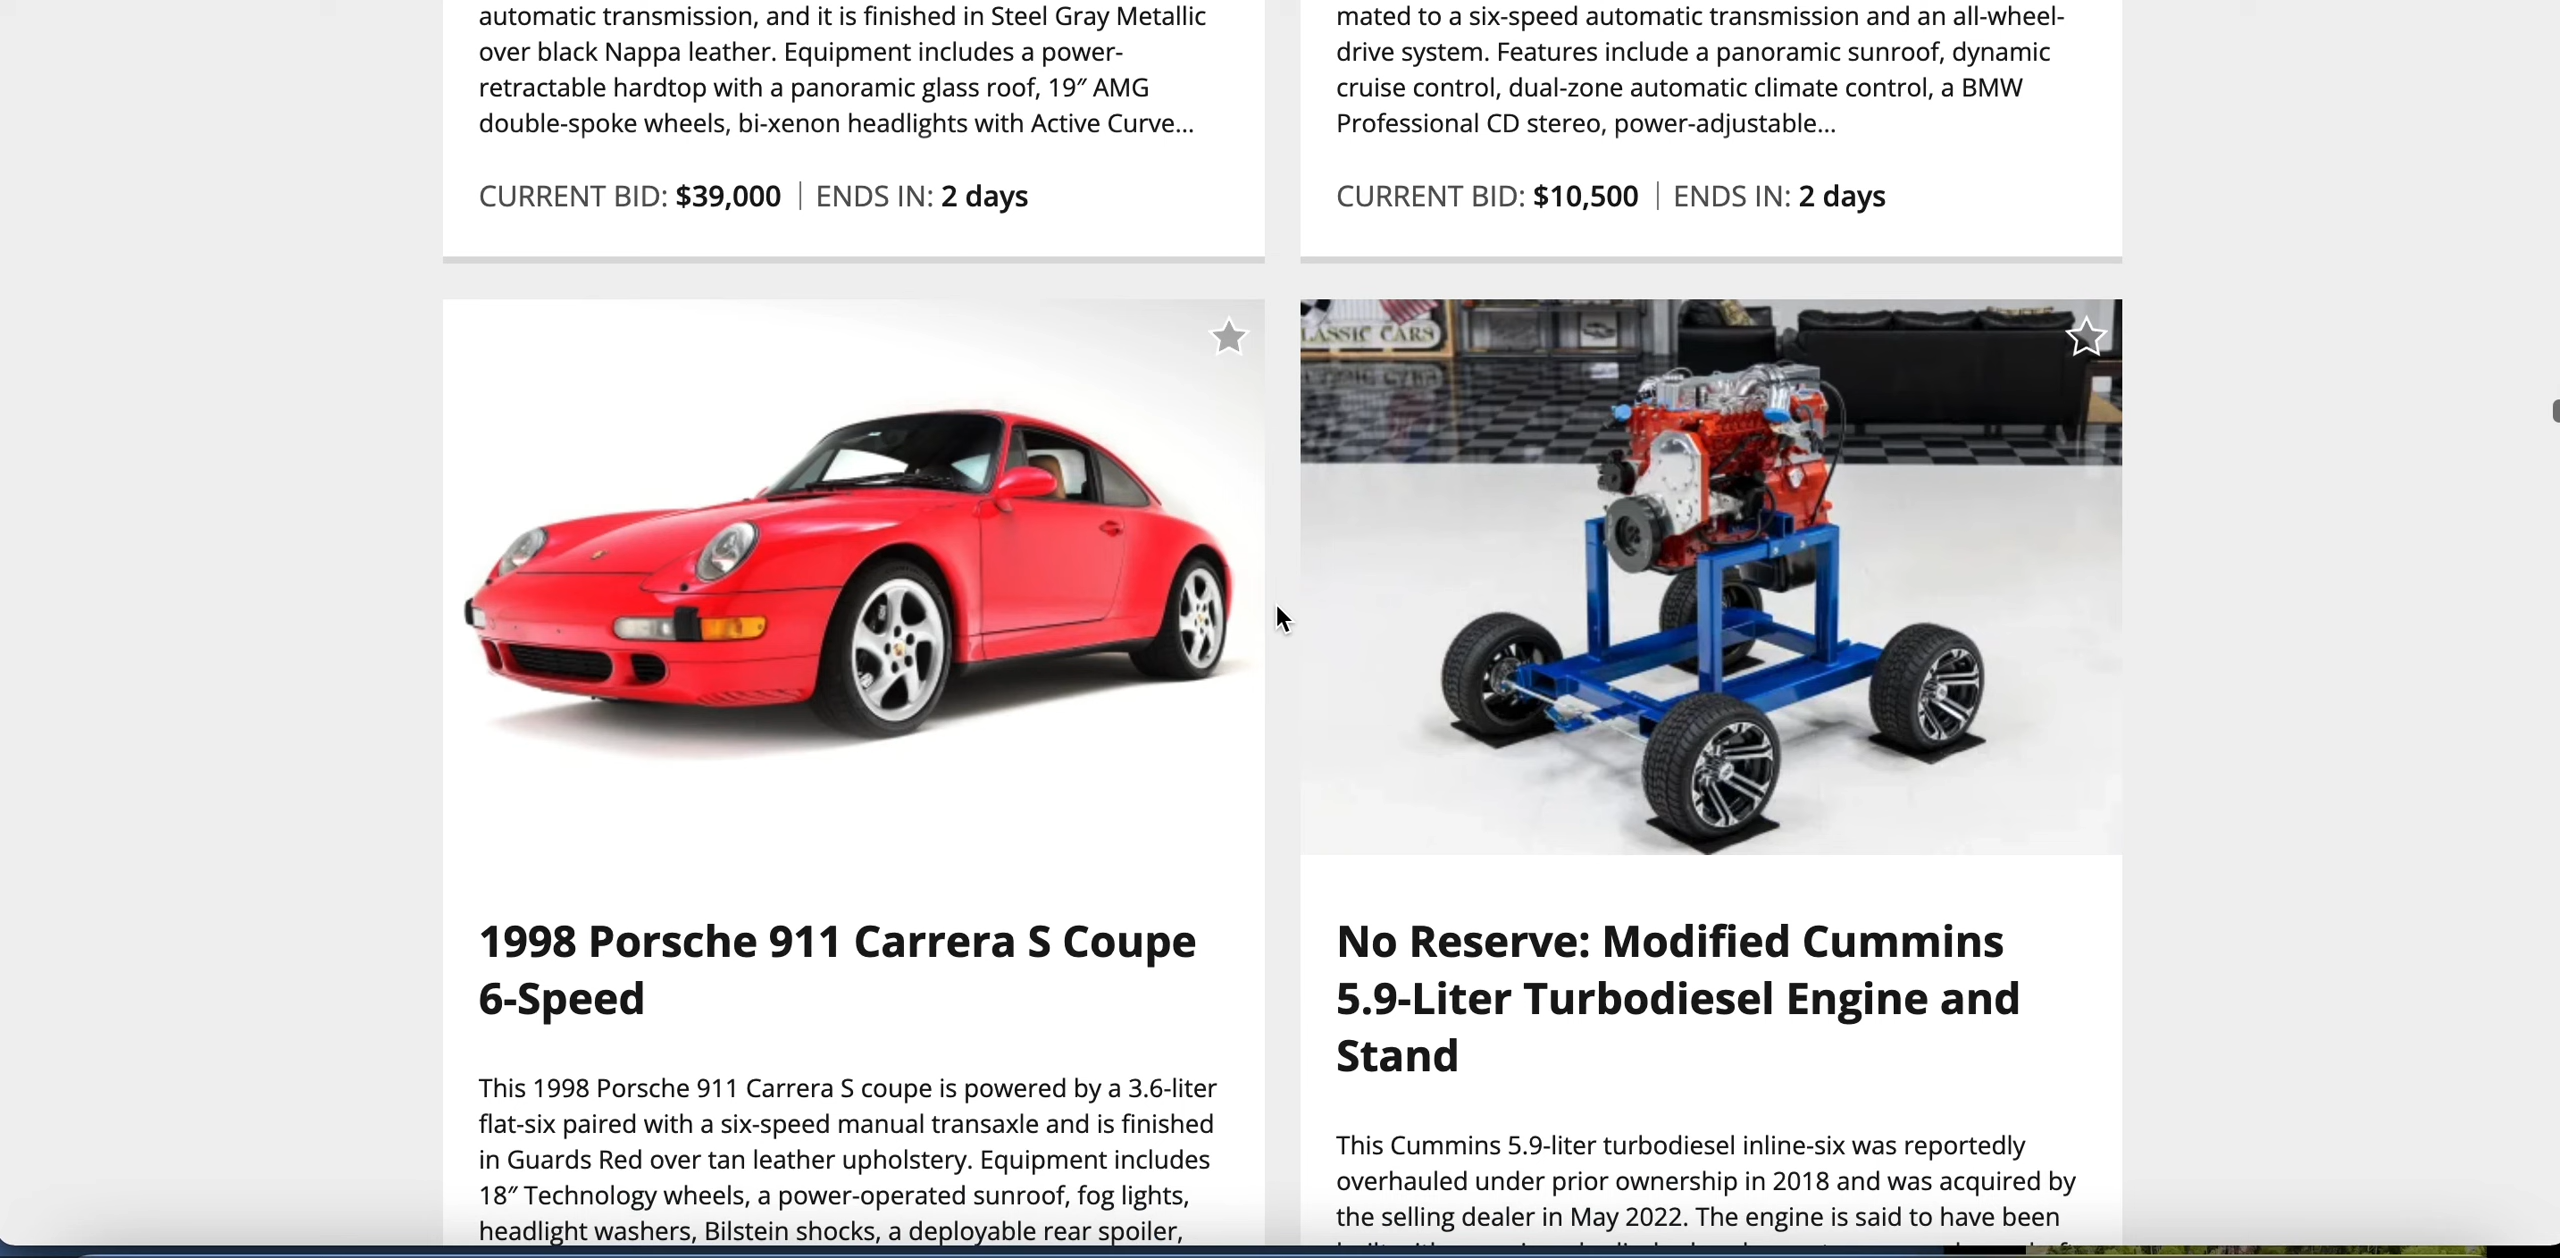 automatic transmission, and it is finished in Steel Gray Metallic
over black Nappa leather. Equipment includes a power-
retractable hardtop with a panoramic glass roof, 19″ AMG
double-spoke wheels, bi-xenon headlights with Active Curve...
CURRENT BID: $39,000 | ENDS IN: 2 days
mated to a six-speed automatic transmission and an all-wheel-
drive system. Features include a panoramic sunroof, dynamic
cruise control, dual-zone automatic climate control, a BMW
Professional CD stereo, power-adjustable...
CURRENT BID: $10,500 | ENDS IN: 2 days
1998 Porsche 911 Carrera S Coupe
6-Speed
This 1998 Porsche 911 Carrera S coupe is powered by a 3.6-liter
flat-six paired with a six-speed manual transaxle and is finished
in Guards Red over tan leather upholstery. Equipment includes
18″ Technology wheels, a power-operated sunroof, fog lights,
headlight washers, Bilstein shocks, a deployable rear spoiler,
LASSIC CARS
No Reserve: Modified Cummins
5.9-Liter Turbodiesel Engine and
Stand
This Cummins 5.9-liter turbodiesel inline-six was reportedly
overhauled under prior ownership in 2018 and was acquired by
the selling dealer in May 2022. The engine is said to have been